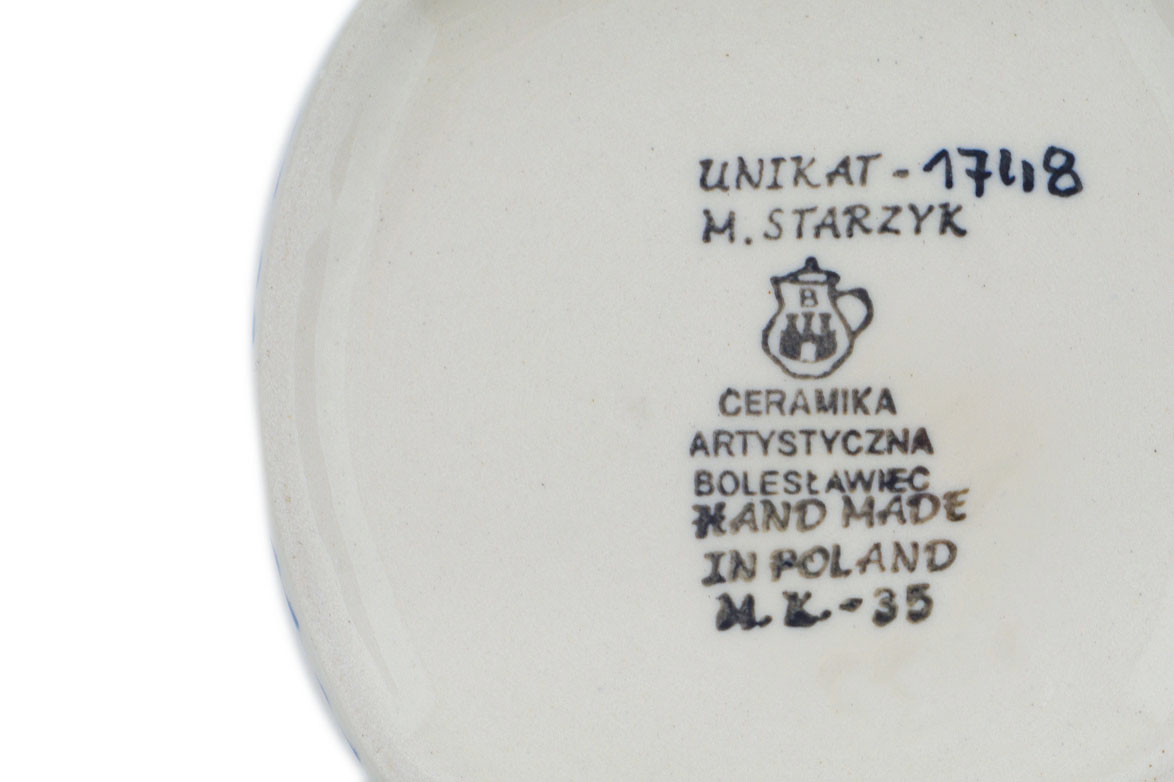 UNIKAT - 1748
M. STARZYK
B
CERAMIKA
ARTYSTYCZNA
BOLESŁAWIEC
HAND MADE
IN POLAND
M. K. - 35